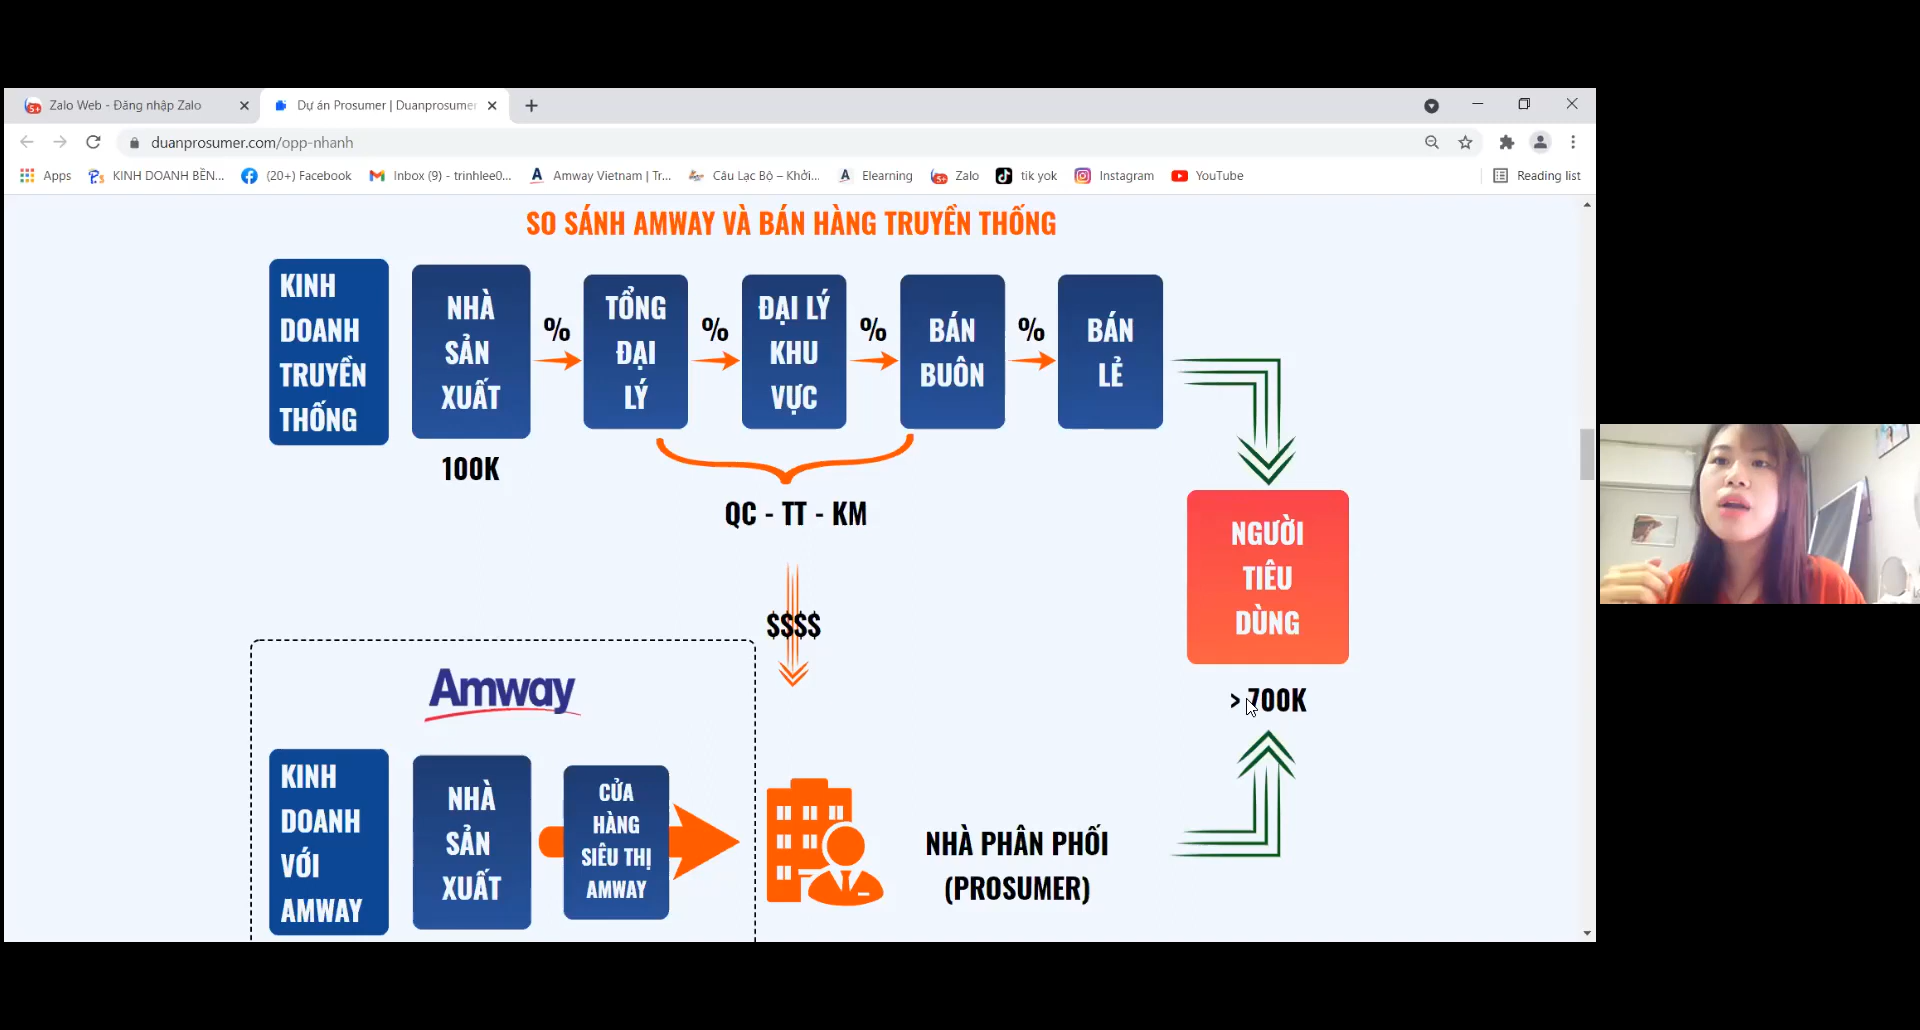 Zalo Web - Đăng nhập Zalo
Dự án Prosumer | Duanprosumer
duanprosumer.com/opp-nhanh
Apps
KINH DOANH BỀN...
(20+) Facebook
Inbox (9) - trinhlee0...
Amway Vietnam | Tr...
Câu Lạc Bộ – Khởi...
Elearning
Zalo
tik yok
Instagram
YouTube
Reading list
SO SÁNH AMWAY VÀ BÁN HÀNG TRUYỀN THỐNG
KINH
DOANH
TRUYỀN
THỐNG
NHÀ
SẢN
XUẤT
100K
%
TỔNG
ĐẠI
LÝ
%
ĐẠI LÝ
KHU
VỰC
%
BÁN
BUÔN
%
BÁN
LẺ
QC - TT - KM
$$$$
NGƯỜI
TIÊU
DÙNG
> 700K
Amway
KINH
DOANH
VỚI
AMWAY
NHÀ
SẢN
XUẤT
CỬA
HÀNG
SIÊU THỊ
AMWAY
NHÀ PHÂN PHỐI
(PROSUMER)